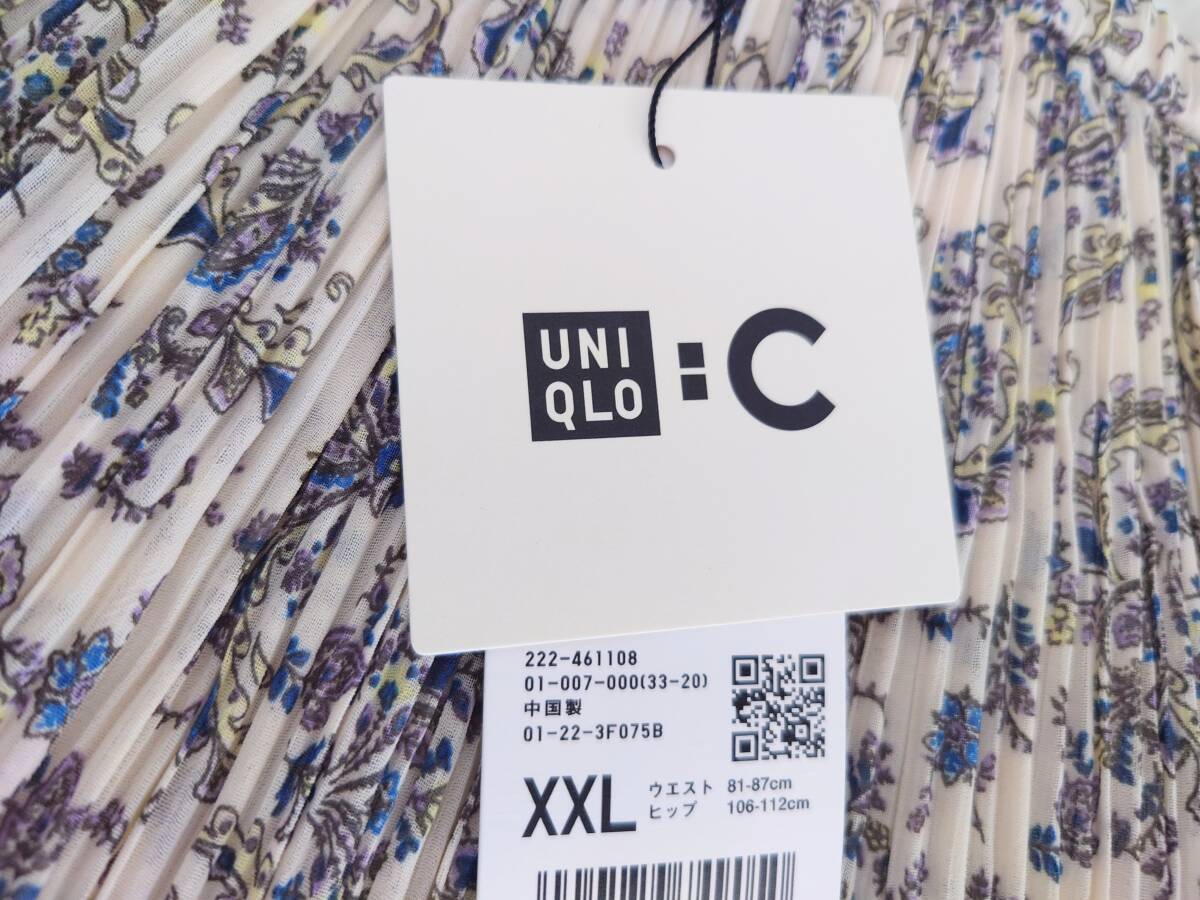 UNI
QLO : C
222-461108
01-007-000(33-20)
中国製
01-22-3F075B
XXL ウエスト 81-87cm
ヒップ 106-112cm